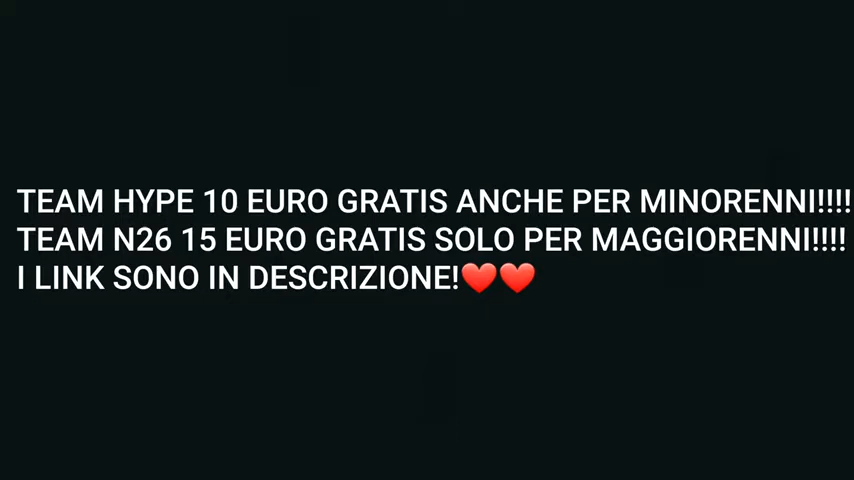 TEAM HYPE 10 EURO GRATIS ANCHE PER MINORENNI!!!!
TEAM N26 15 EURO GRATIS SOLO PER MAGGIORENNI!!!!
I LINK SONO IN DESCRIZIONE!❤️❤️